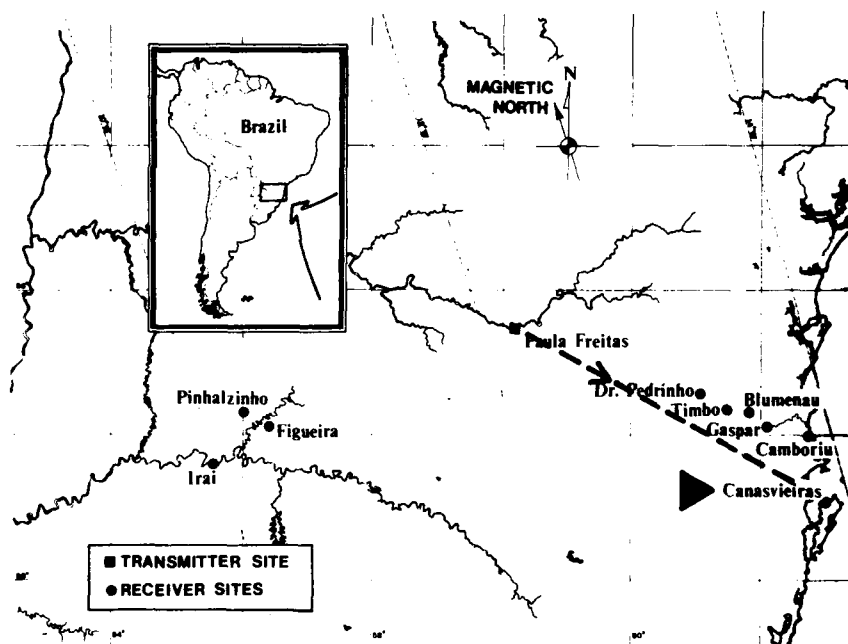 MAGNETIC
NORTH
N
Brazil
Paula Freitas
Pinhalzinho
Figueira
Irai
Dr. Pedrinho
Timbo
Blumenau
Gaspar
Camboriu
Canasvieiras
TRANSMITTER SITE
RECEIVER SITES